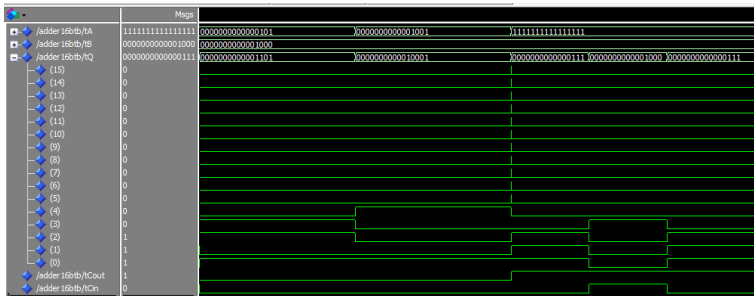 Msgs
/adder16btb/tA 1111111111111111 0000000000000101 0000000000001001 1111111111111111
/adder16btb/tB 0000000000001000 0000000000001000
/adder16btb/tQ 0000000000000111 0000000000001101 0000000000010001 0000000000000111 0000000000001000 0000000000000111
(15) 0
(14) 0
(13) 0
(12) 0
(11) 0
(10) 0
(9) 0
(8) 0
(7) 0
(6) 0
(5) 0
(4) 0
(3) 0
(2) 1
(1) 1
(0) 1
/adder16btb/tCout 1
/adder16btb/tCin 0